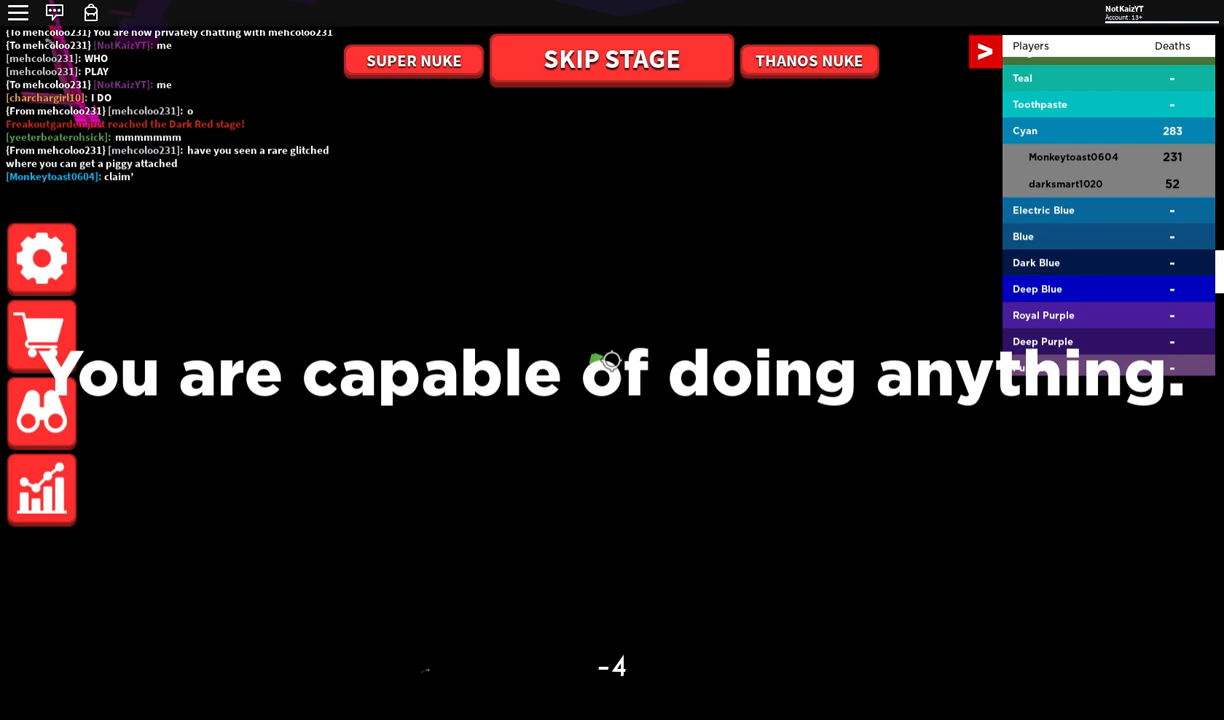 NotKaizYT
Account: 13+
{To mehcoloo231} You are now privately chatting with mehcoloo231
{To mehcoloo231} [NotKaizYT]: me
[mehcoloo231]: WHO
[mehcoloo231]: PLAY
{To mehcoloo231} [NotKaizYT]: me
[charchargirl10]: I DO
{From mehcoloo231} [mehcoloo231]: o
Freakoutgarden just reached the Dark Red stage!
[yeeterbeaterohsick]: mmmmmmm
{From mehcoloo231} [mehcoloo231]: have you seen a rare glitched
where you can get a piggy attached
[Monkeytoast0604]: claim'
SUPER NUKE
SKIP STAGE
THANOS NUKE
>
Players Deaths
Teal -
Toothpaste -
Cyan 283
Monkeytoast0604 231
darksmart1020 52
Electric Blue -
Blue -
Dark Blue -
Deep Blue -
Royal Purple -
Deep Purple -
You are capable of doing anything.
-4